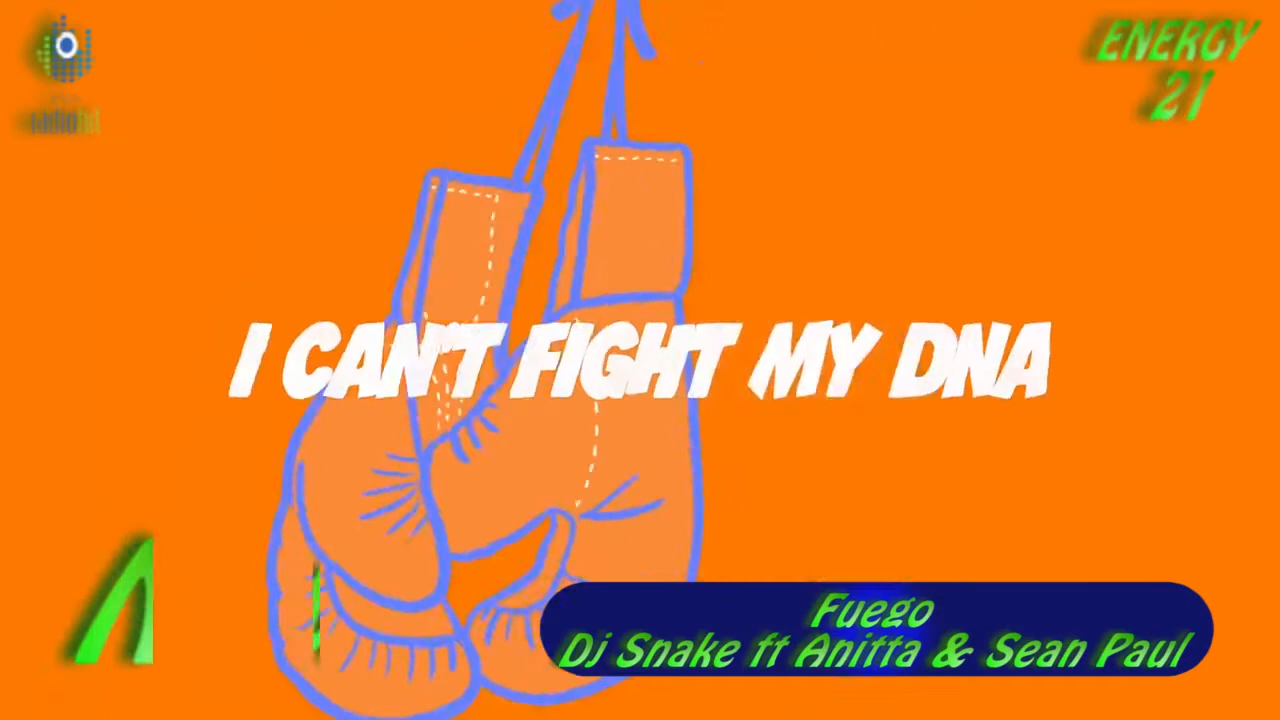 ENERGY
21
I CAN'T FIGHT MY DNA
Fuego
Dj Snake ft Anitta & Sean Paul